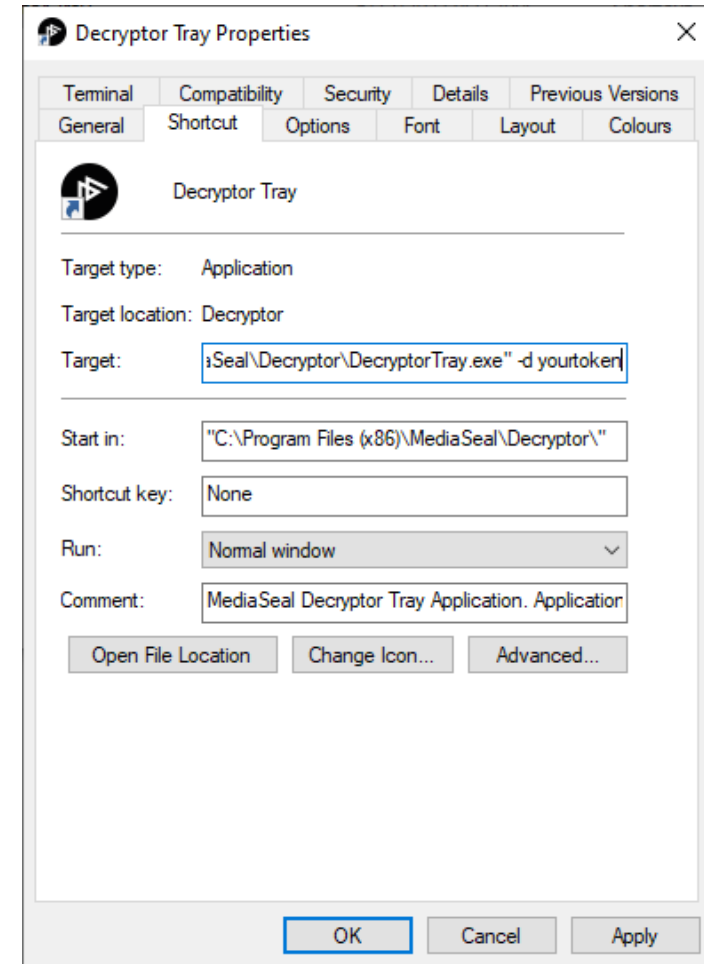 Decryptor Tray Properties
Terminal Compatibility Security Details Previous Versions
General Shortcut Options Font Layout Colours
Decryptor Tray
Target type: Application
Target location: Decryptor
Target: aSeal\Decryptor\DecryptorTray.exe" -d yourtoken
Start in: "C:\Program Files (x86)\MediaSeal\Decryptor\"
Shortcut key: None
Run: Normal window
Comment: MediaSeal Decryptor Tray Application. Application
Open File Location Change Icon... Advanced...
OK Cancel Apply